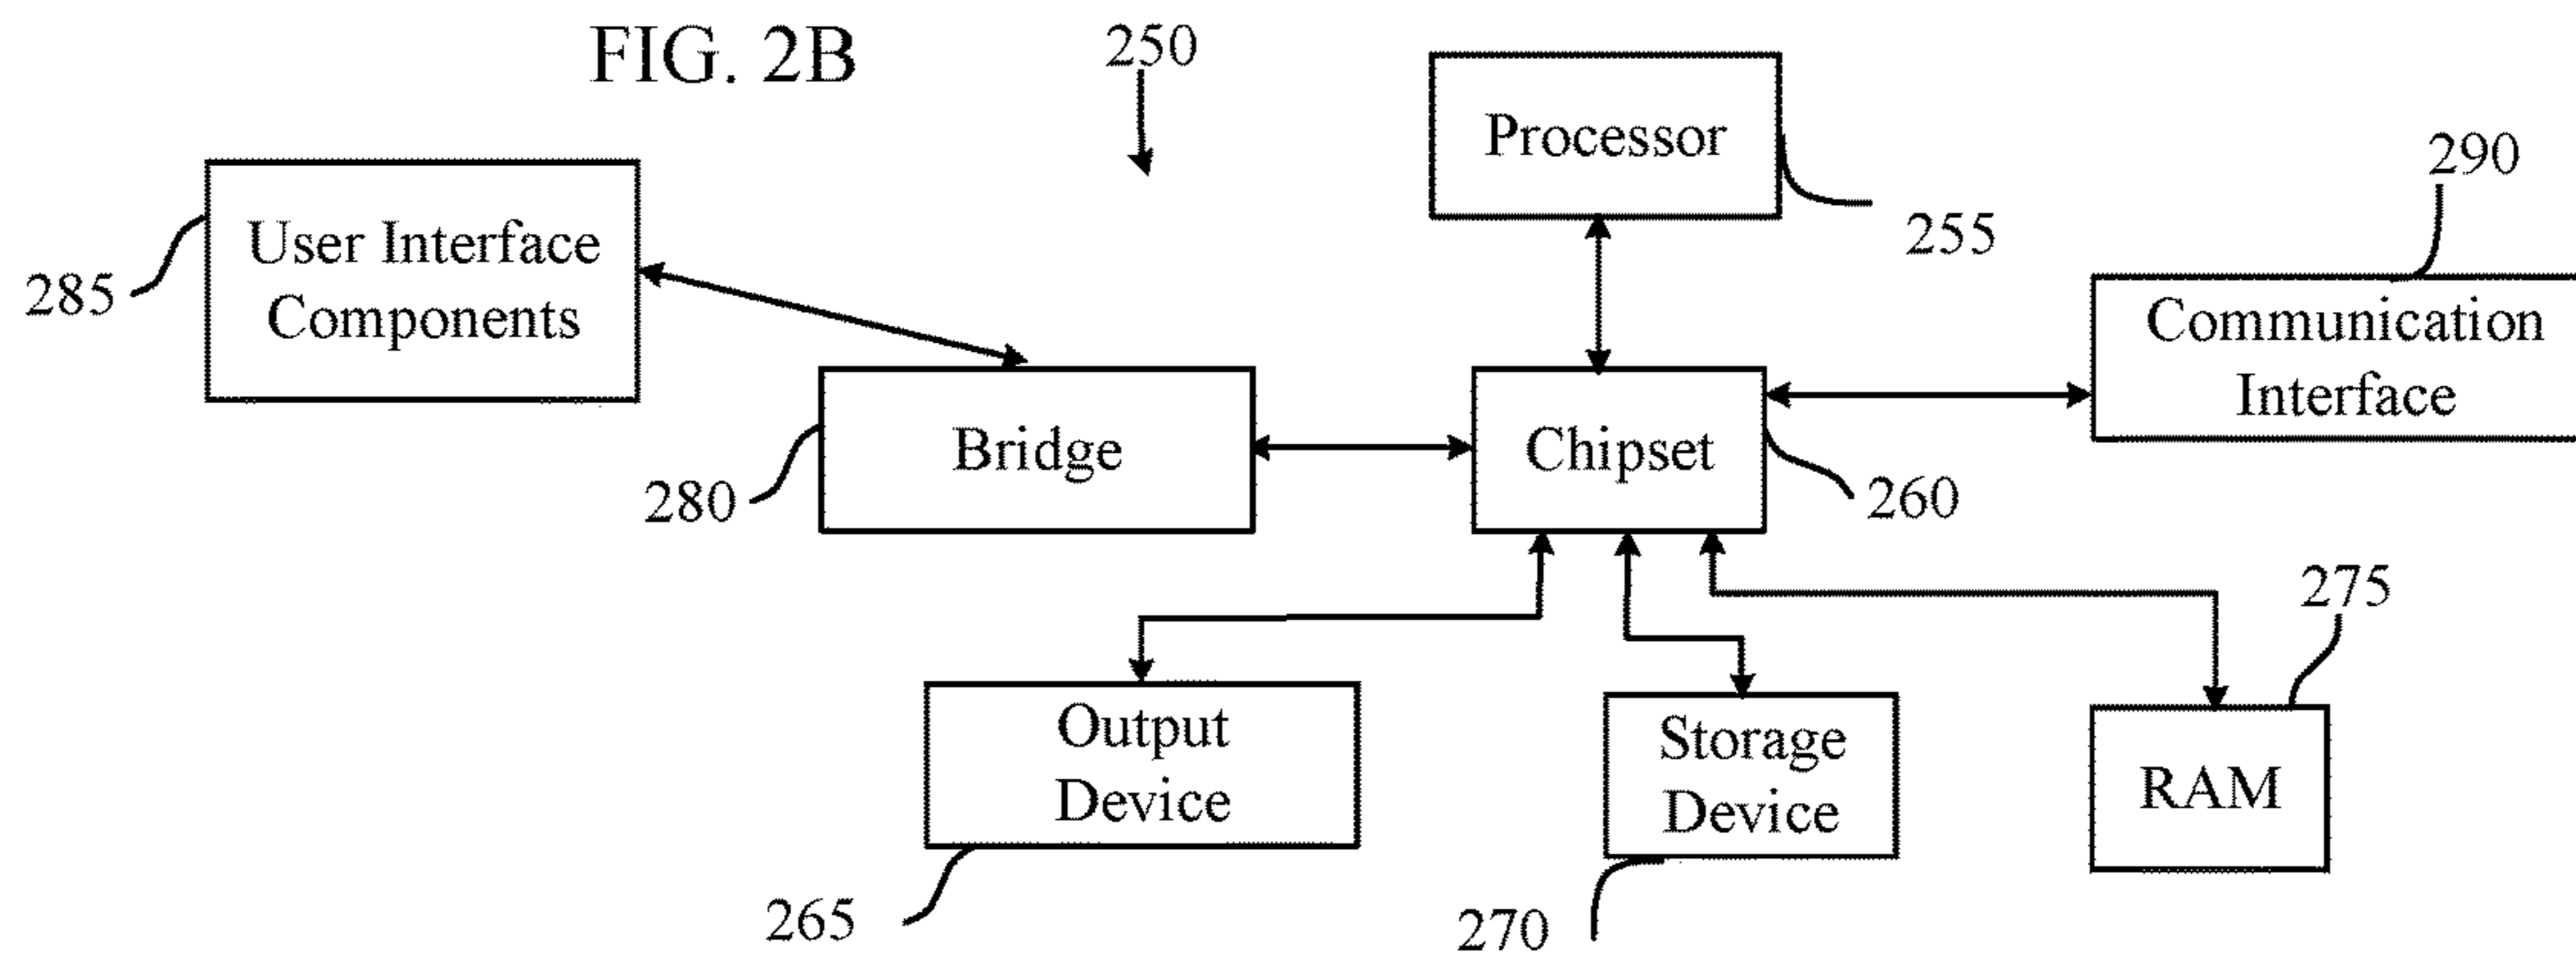 FIG. 2B
250
Processor
255
290
User Interface
Components
285
Communication
Interface
Bridge
280
Chipset
260
275
Output
Device
265
Storage
Device
270
RAM